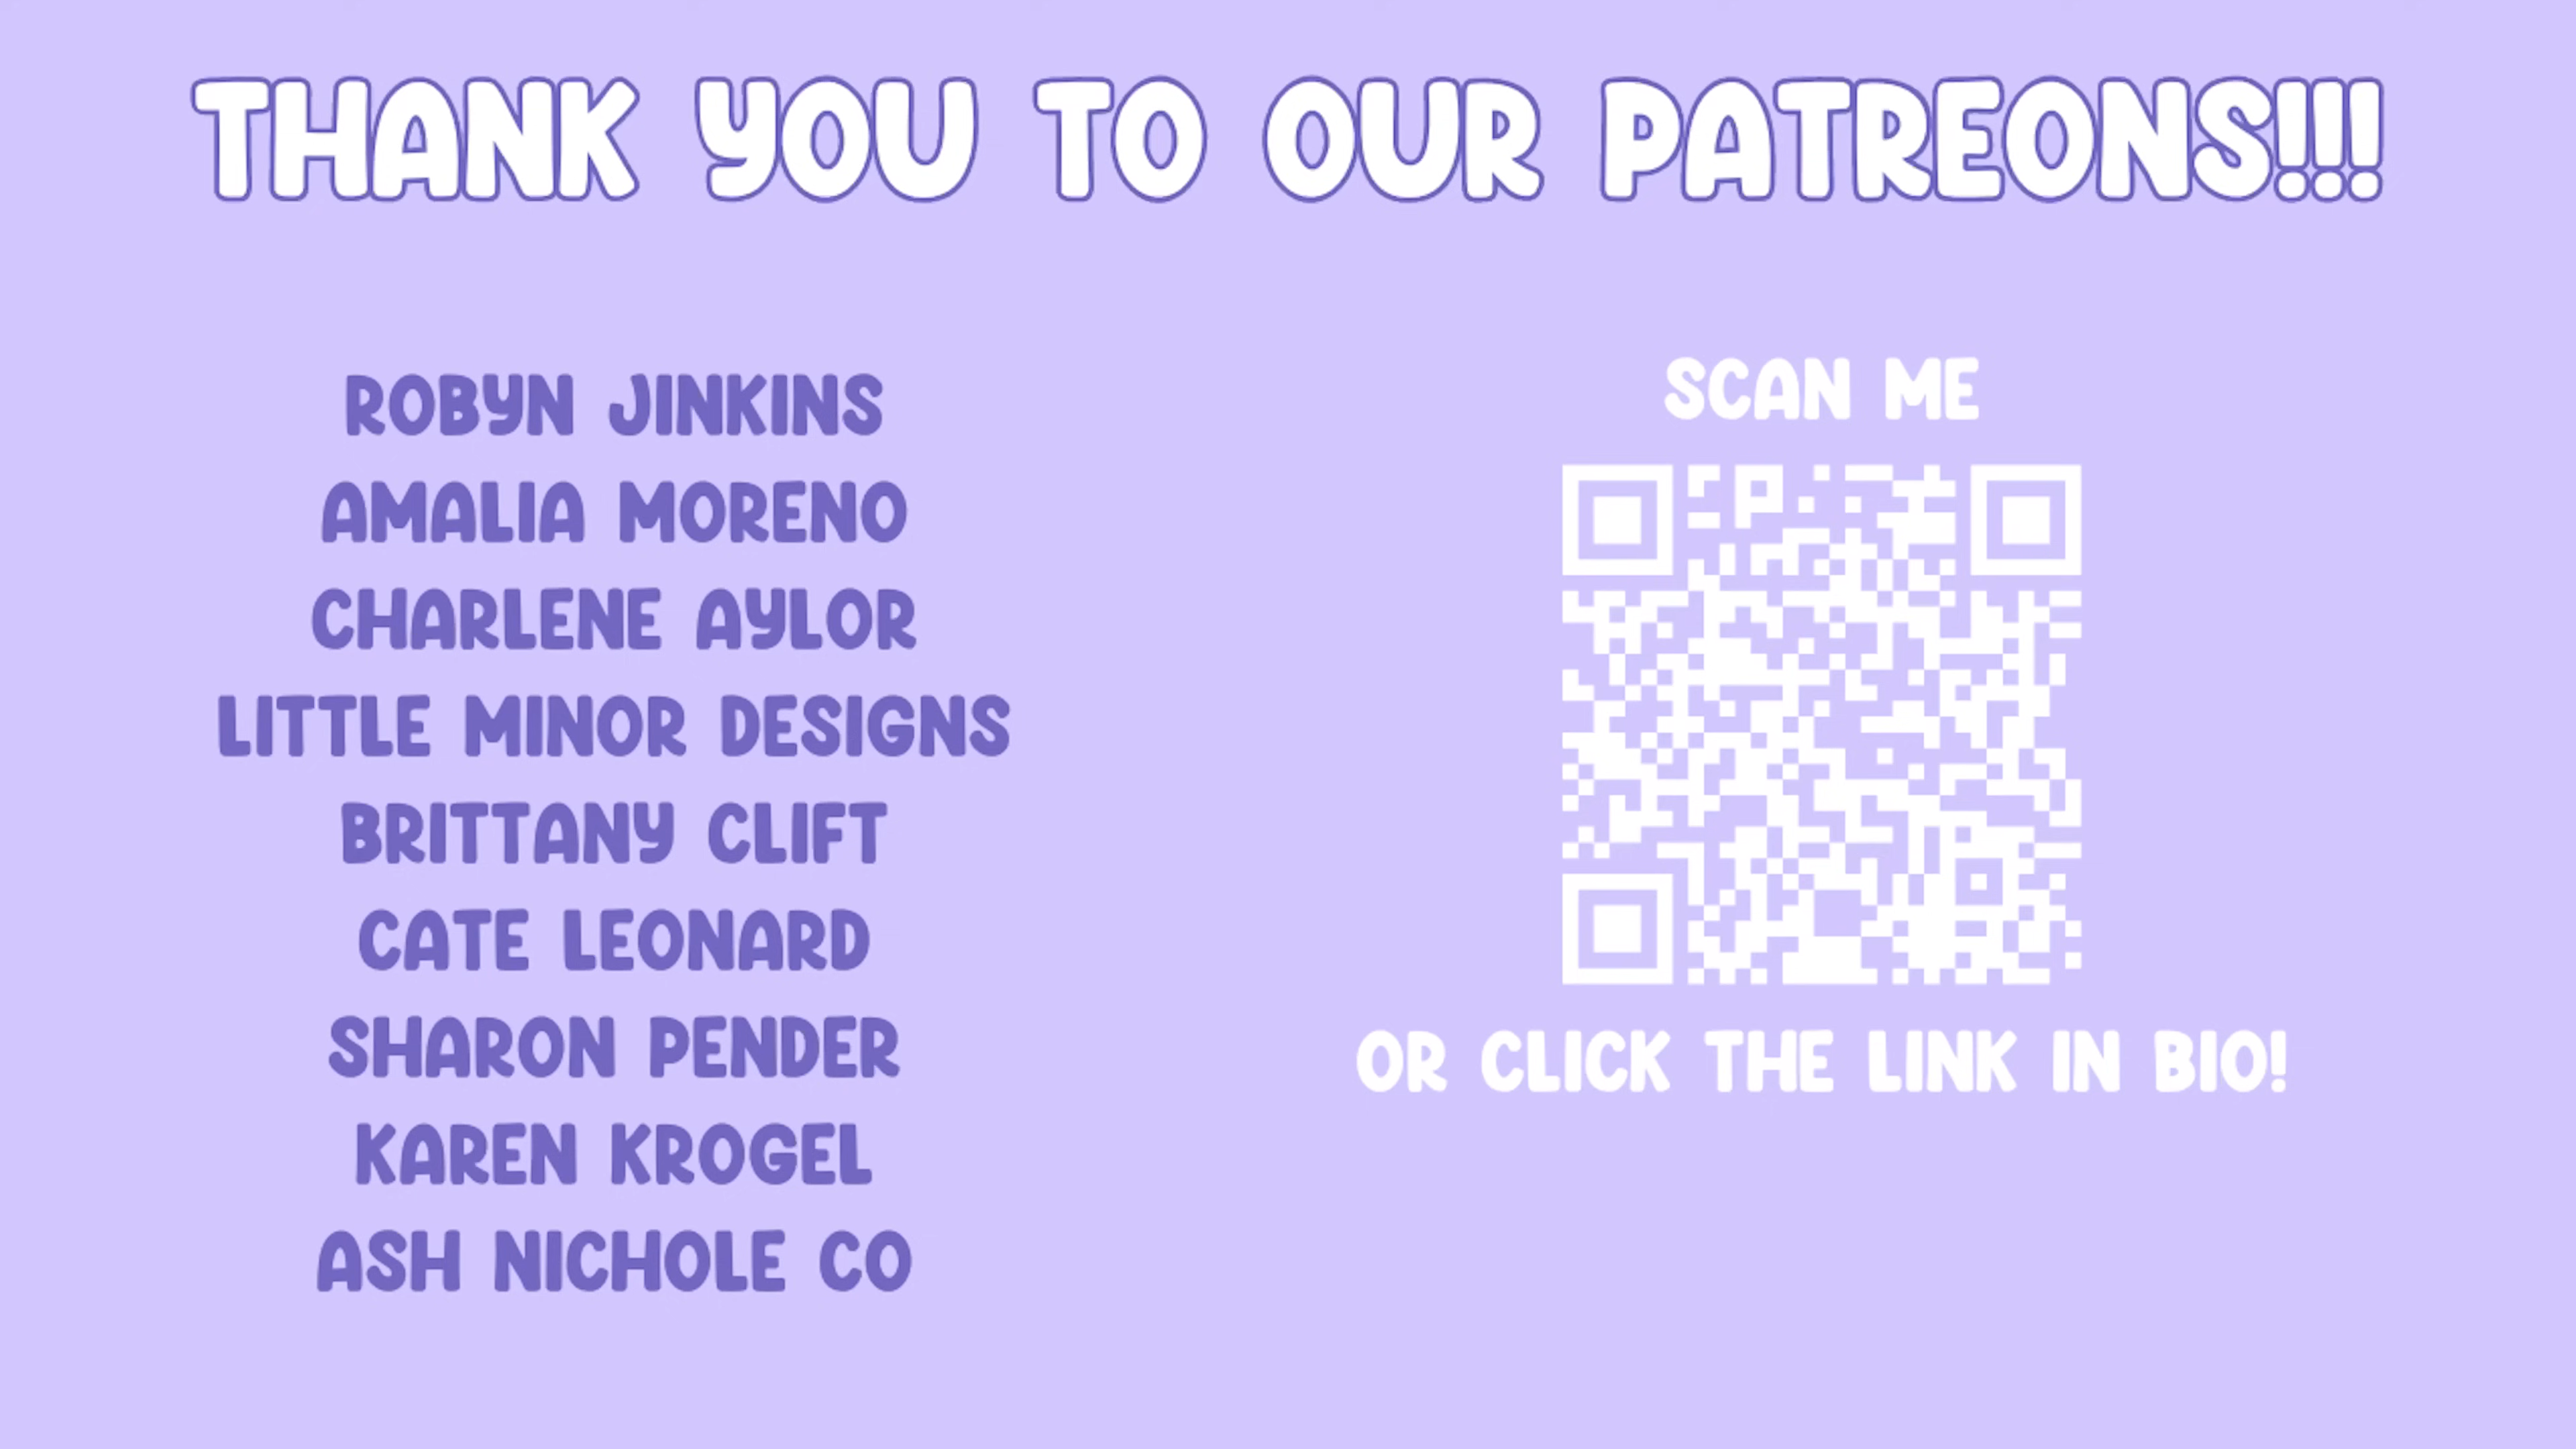 THANK YOU TO OUR PATREONS!!!
ROBYN JINKINS
AMALIA MORENO
CHARLENE AYLOR
LITTLE MINOR DESIGNS
BRITTANY CLIFT
CATE LEONARD
SHARON PENDER
KAREN KROGEL
ASH NICHOLE CO
SCAN ME
OR CLICK THE LINK IN BIO!